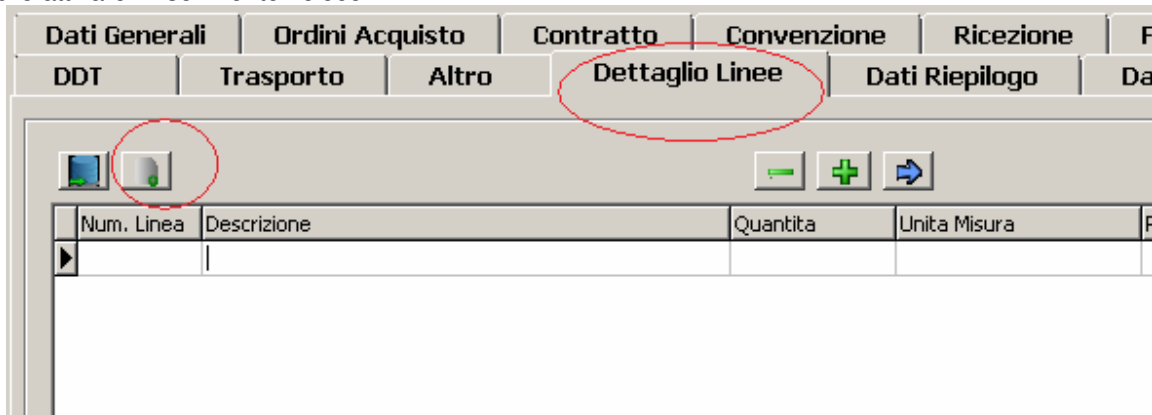 Dati Generali Ordini Acquisto Contratto Convenzione Ricezione F
DDT Trasporto Altro Dettaglio Linee Dati Riepilogo Da
Num. Linea Descrizione Quantita Unita Misura